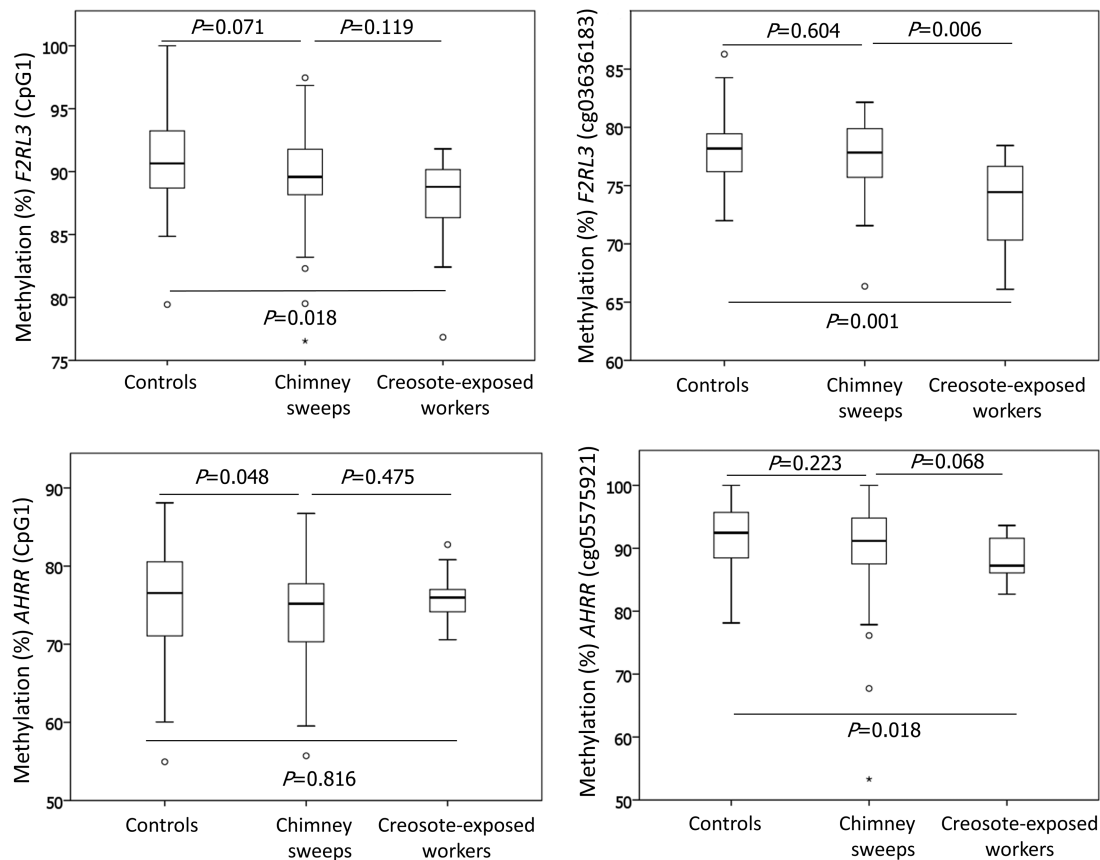 P=0.071
P=0.119
Methylation (%) F2RL3 (CpG1)
100
95
90
85
80
75
P=0.018
Controls
Chimney
sweeps
Creosote-exposed
workers
P=0.604
P=0.006
Methylation (%) F2RL3 (cg03636183)
85
80
75
70
65
60
P=0.001
Controls
Chimney
sweeps
Creosote-exposed
workers
P=0.048
P=0.475
Methylation (%) AHRR (CpG1)
90
80
70
60
50
P=0.816
Controls
Chimney
sweeps
Creosote-exposed
workers
P=0.223
P=0.068
Methylation (%) AHRR (cg05575921)
100
90
80
70
60
50
P=0.018
Controls
Chimney
sweeps
Creosote-exposed
workers